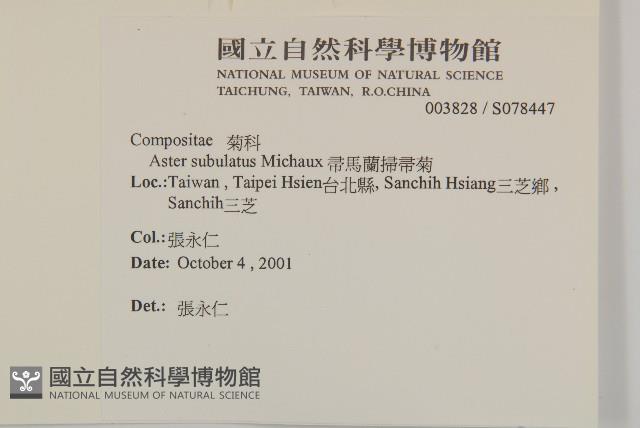 國立自然科學博物館
NATIONAL MUSEUM OF NATURAL SCIENCE
TAICHUNG, TAIWAN, R.O.CHINA
003828 / S078447
Compositae 菊科
Aster subulatus Michaux 帚馬蘭掃帚菊
Loc.:Taiwan , Taipei Hsien台北縣, Sanchih Hsiang三芝鄉 ,
Sanchih三芝
Col.:張永仁
Date: October 4 , 2001
Det.: 張永仁
國立自然科學博物館
NATIONAL MUSEUM OF NATURAL SCIENCE